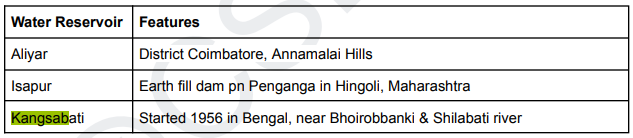 Water Reservoir Features
Aliyar District Coimbatore, Annamalai Hills
Isapur Earth fill dam pn Penganga in Hingoli, Maharashtra
Kangsabati Started 1956 in Bengal, near Bhoirobbanki & Shilabati river